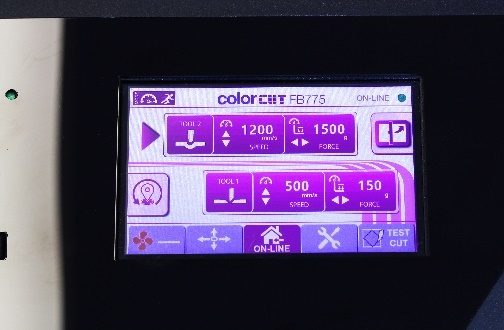 colorCUT FB775 ON-LINE
TOOL 2 1200 mm/s 1500 g
SPEED FORCE
TOOL 1 500 mm/s 150 g
SPEED FORCE
ON-LINE TEST CUT